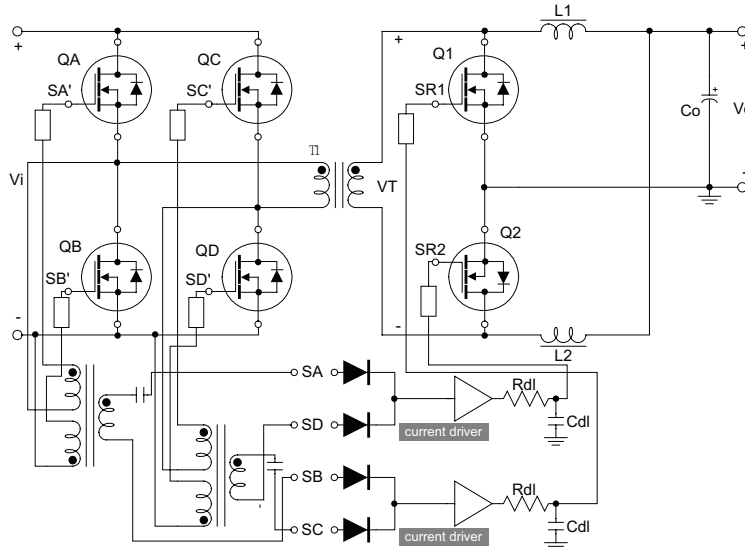 L1
+
QA
QC
+
Q1
+
SA'
SC'
SR1
Co
+
Vo
Vi
T1
VT
-
QB
QD
Q2
SB'
SD'
SR2
-
-
L2
SA
Rdl
SD
current driver
Cdl
SB
Rdl
SC
current driver
Cdl